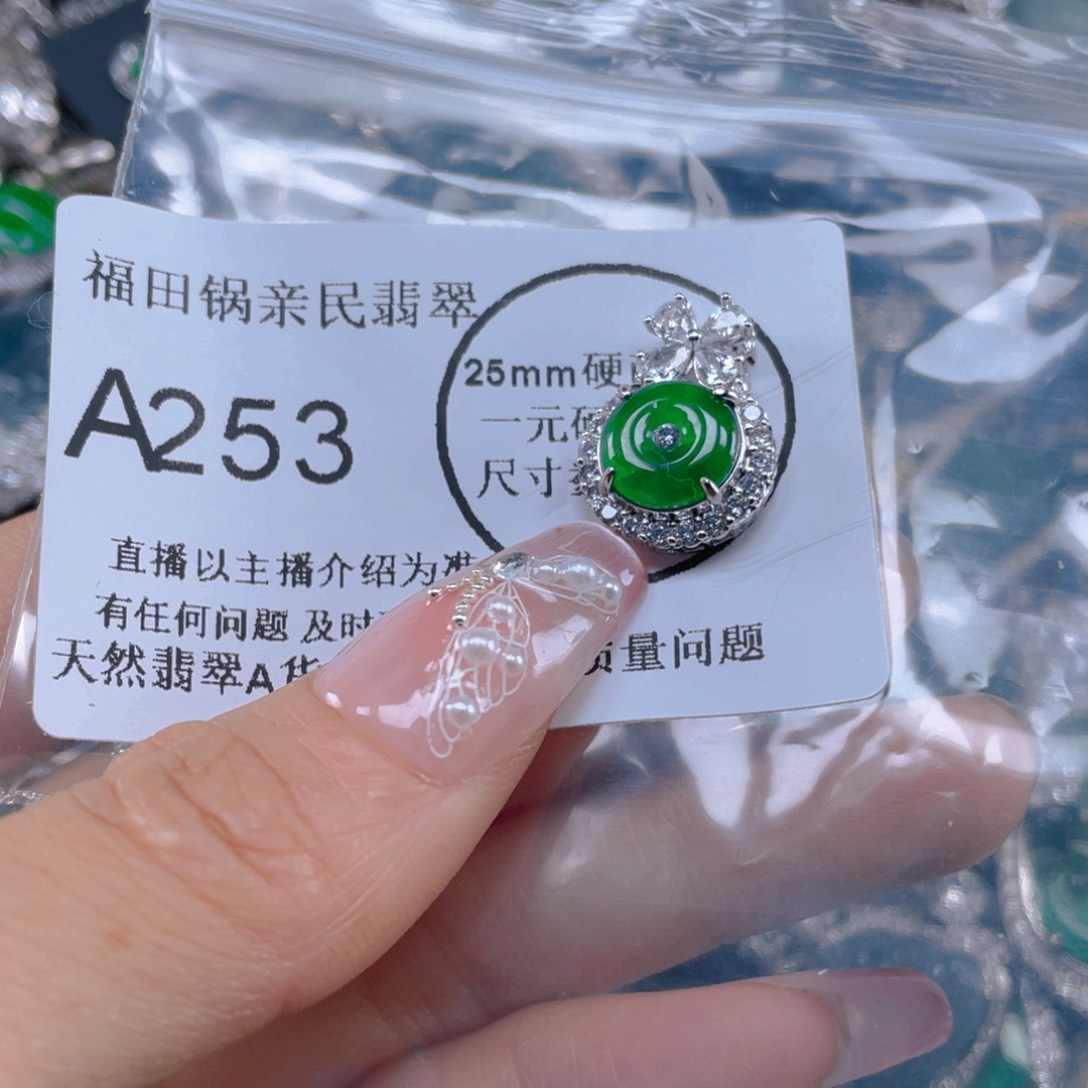 福田锅亲民翡翠
A253
25mm硬
一元
尺寸
直播以主播介绍为准
有任何问题 及时
天然翡翠A货
质量问题